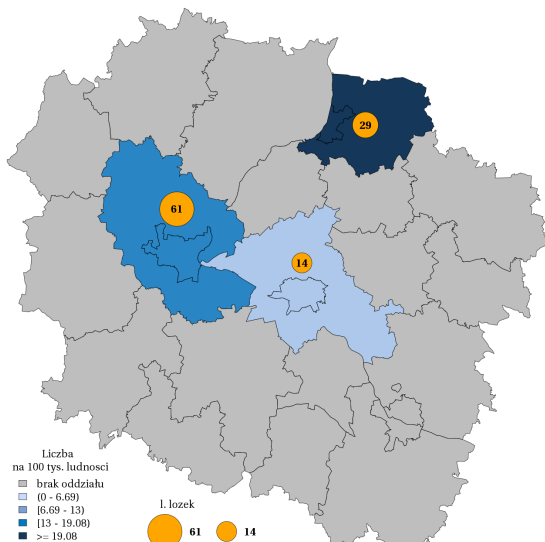 29
61
14
Liczba
na 100 tys. ludnosci
brak oddziału
(0 - 6.69)
[6.69 - 13)
[13 - 19.08)
>= 19.08
l. lozek
61 14